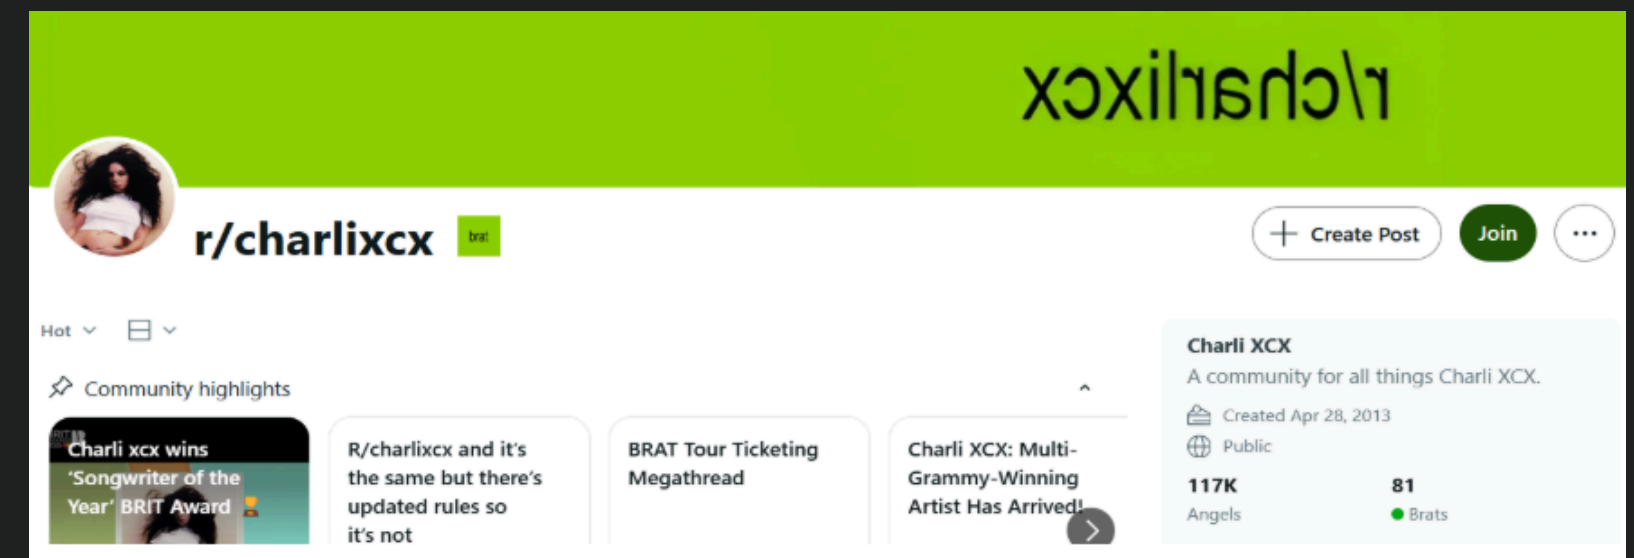 r/charlixcx
r/charlixcx brat
+ Create Post
Join
Hot
Community highlights
Charli xcx wins
‘Songwriter of the
Year’ BRIT Award 🏆
R/charlixcx and it’s
the same but there’s
updated rules so
it’s not
BRAT Tour Ticketing
Megathread
Charli XCX: Multi-
Grammy-Winning
Artist Has Arrived!
Charli XCX
A community for all things Charli XCX.
Created Apr 28, 2013
Public
117K 81
Angels Brats